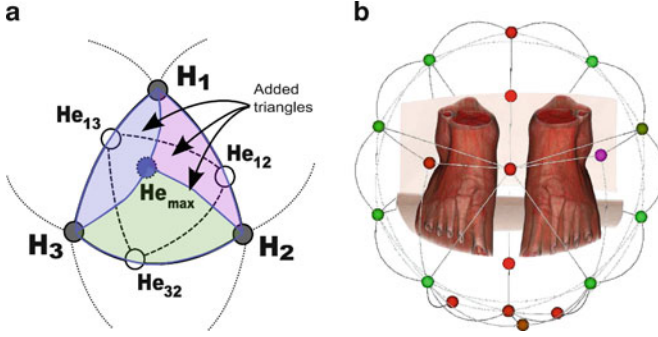 a
b
H1
Added
triangles
He13
He12
Hemax
H3
H2
He32